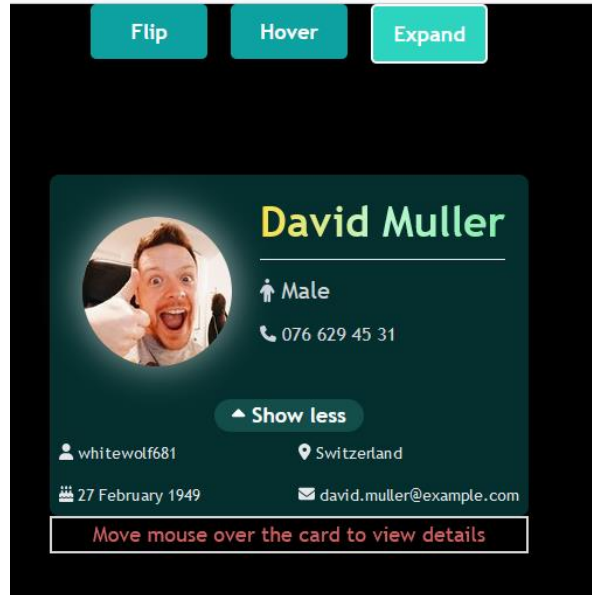 Flip Hover Expand
David Muller
Male
076 629 45 31
Show less
whitewolf681 Switzerland
27 February 1949 david.muller@example.com
Move mouse over the card to view details